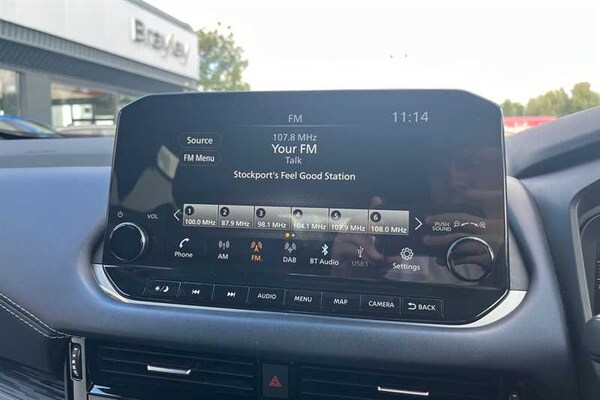 Brayley
FM
11:14
107.8 MHz
Your FM
Talk
Stockport's Feel Good Station
Source
FM Menu
1 2 3 4 5 6
100.0 MHz 87.9 MHz 98.1 MHz 104.1 MHz 107.9 MHz 108.0 MHz
VOL
PUSH
SOUND
Phone AM FM DAB BT Audio USB1 Settings
AUDIO MENU MAP CAMERA BACK